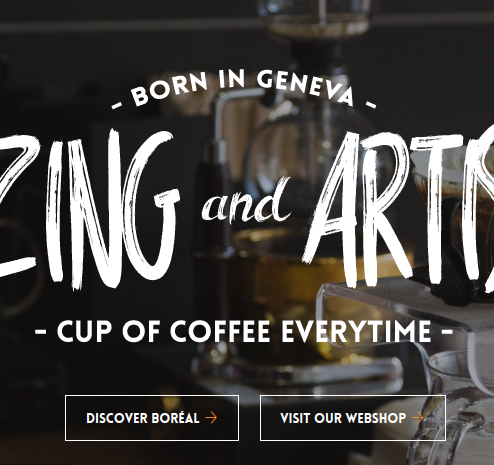 - BORN IN GENEVA -
ZING and ARTIS
- CUP OF COFFEE EVERYTIME -
DISCOVER BORÉAL →
VISIT OUR WEBSHOP →